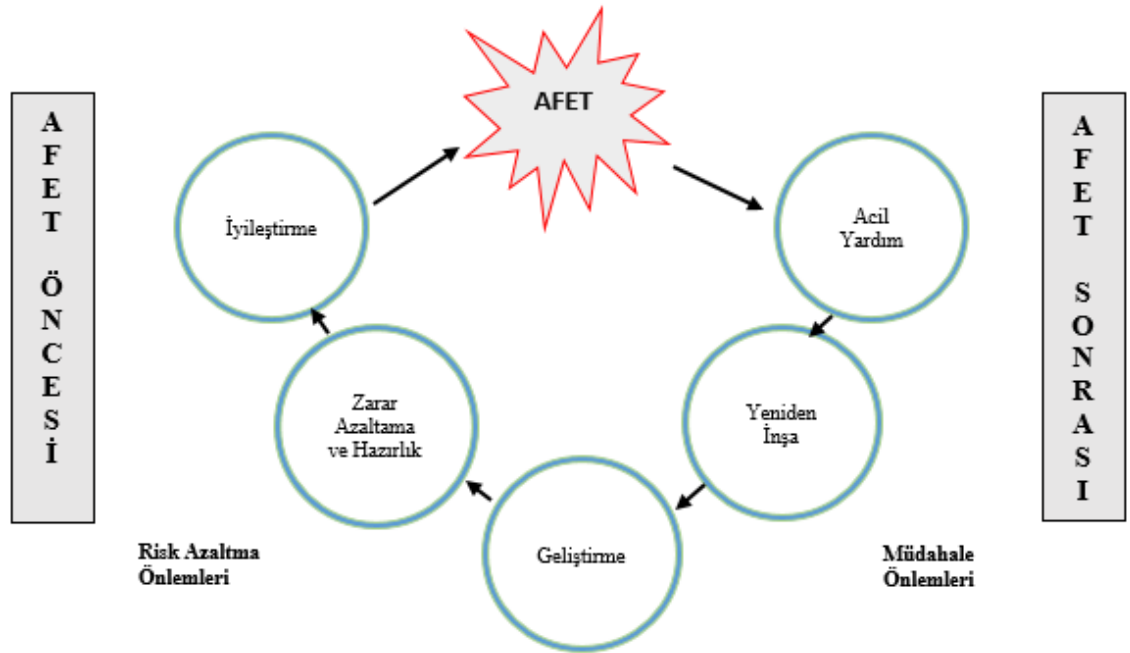 AFET
AFET ÖNCESİ
AFET SONRASI
İyileştirme
Acil
Yardım
Zarar
Azaltama
ve Hazırlık
Yeniden
İnşa
Geliştirme
Risk Azaltma
Önlemleri
Müdahale
Önlemleri